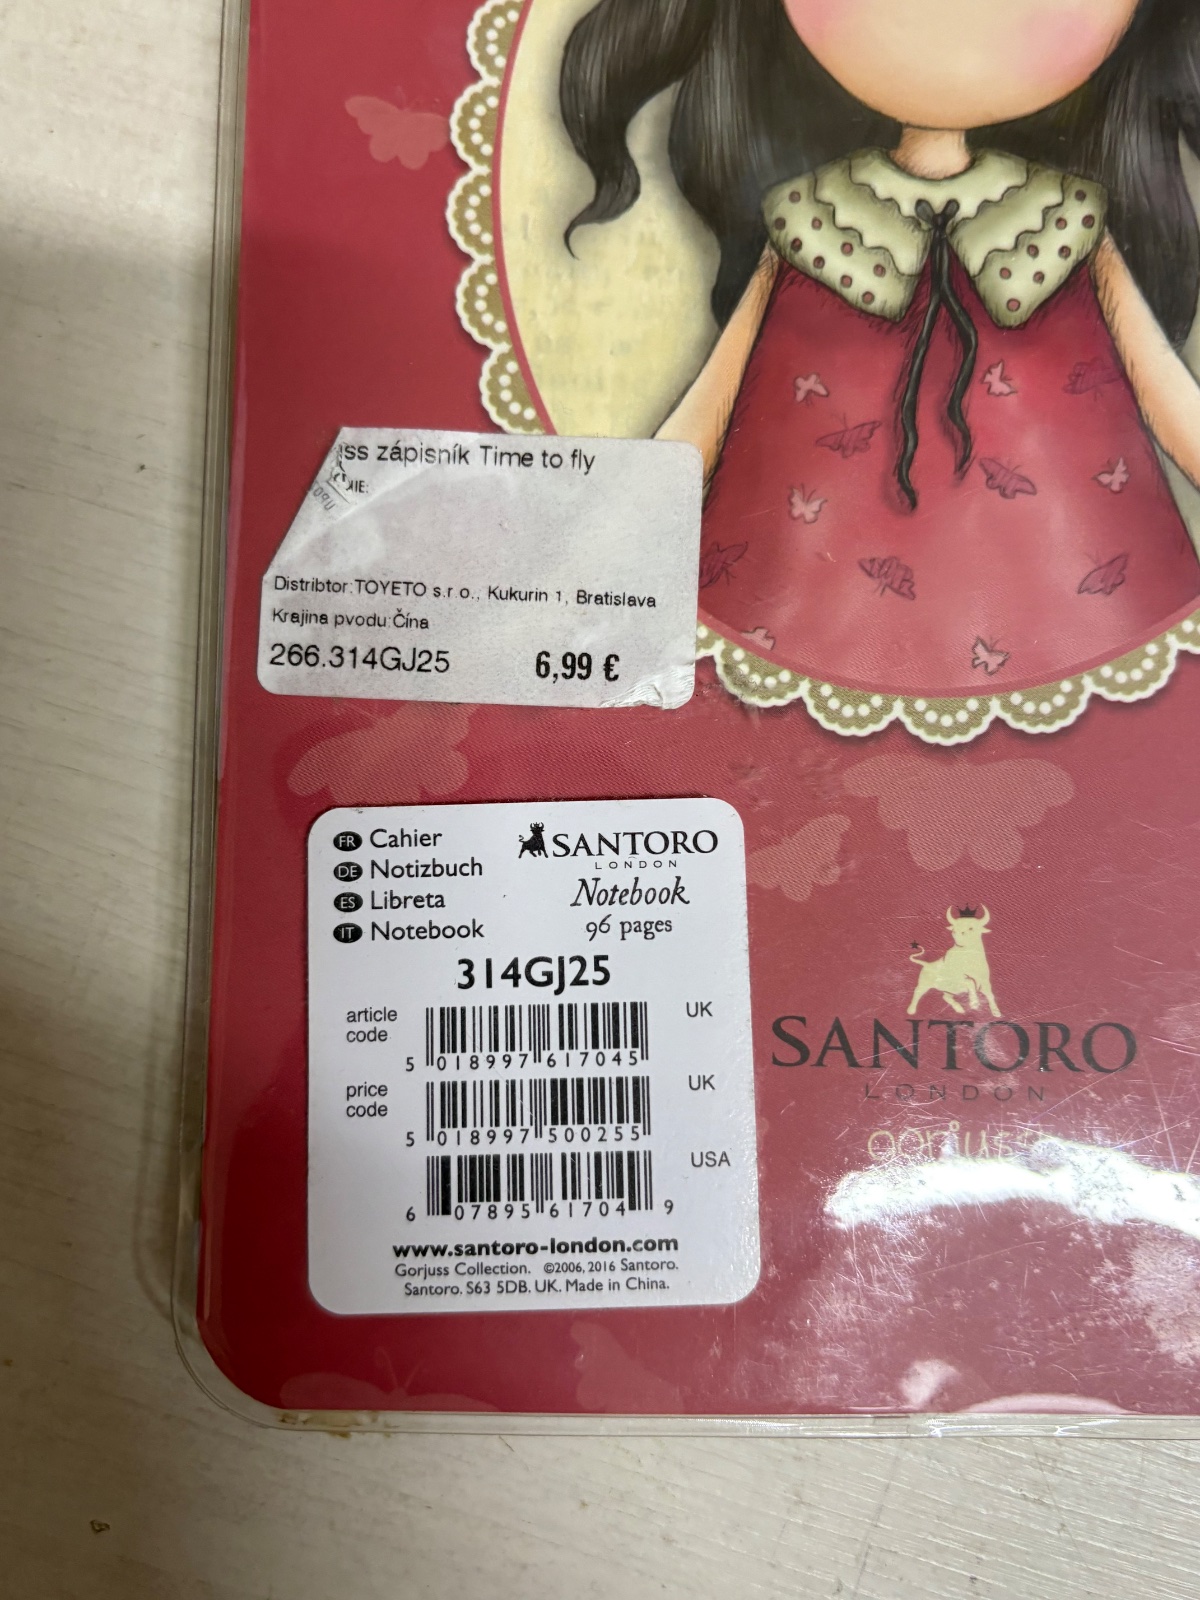 ss zápisník Time to fly
KIE:
Distribtor:TOYETO s.r.o., Kukurin 1, Bratislava
Krajina pvodu:Čína
266.314GJ25 6,99 €
FR Cahier
DE Notizbuch
ES Libreta
IT Notebook
SANTORO
LONDON
Notebook
96 pages
314GJ25
article code
UK
5 018997 617045
price code
UK
5 018997 500255
USA
6 07895 61704 9
www.santoro-london.com
Gorjuss Collection. ©2006, 2016 Santoro.
Santoro. S63 5DB. UK. Made in China.
SANTORO
LONDON
gorjuss